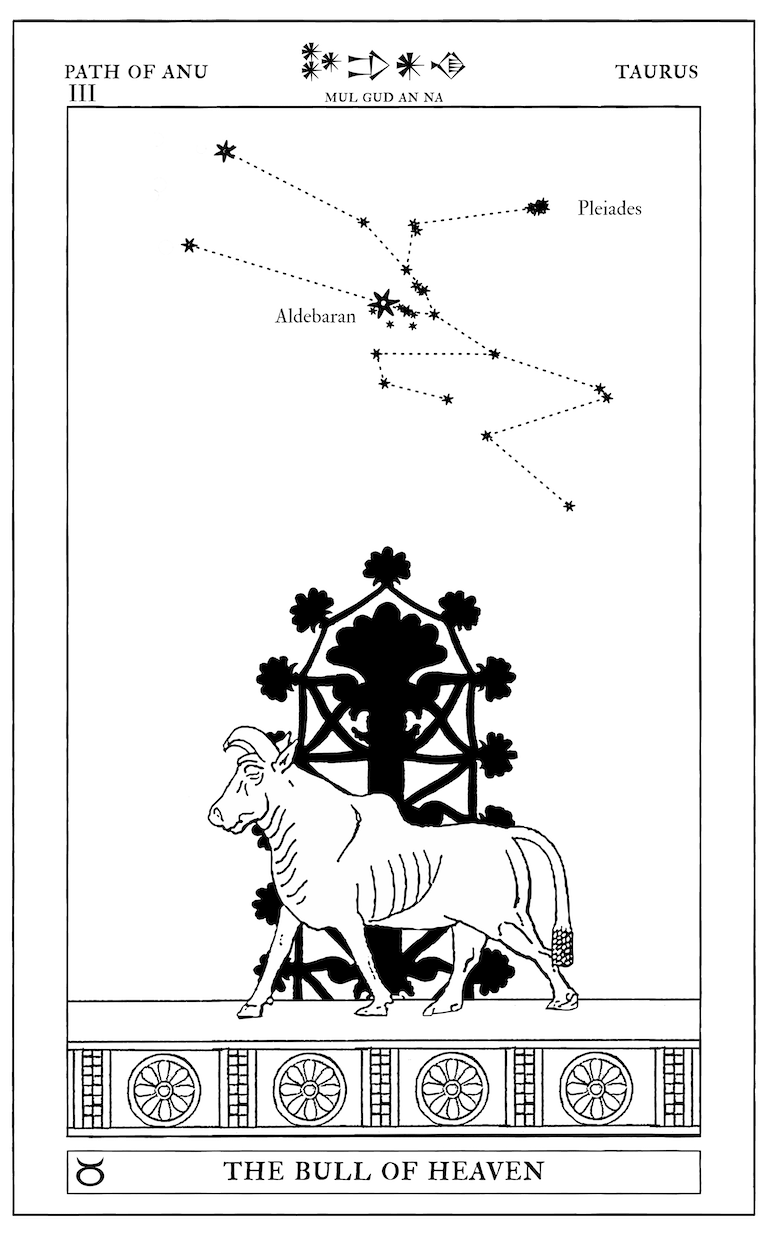 PATH OF ANU
III
𒀯 𒄞 𒀭 𒈾
MUL GUD AN NA
TAURUS
Pleiades
Aldebaran
♉
THE BULL OF HEAVEN